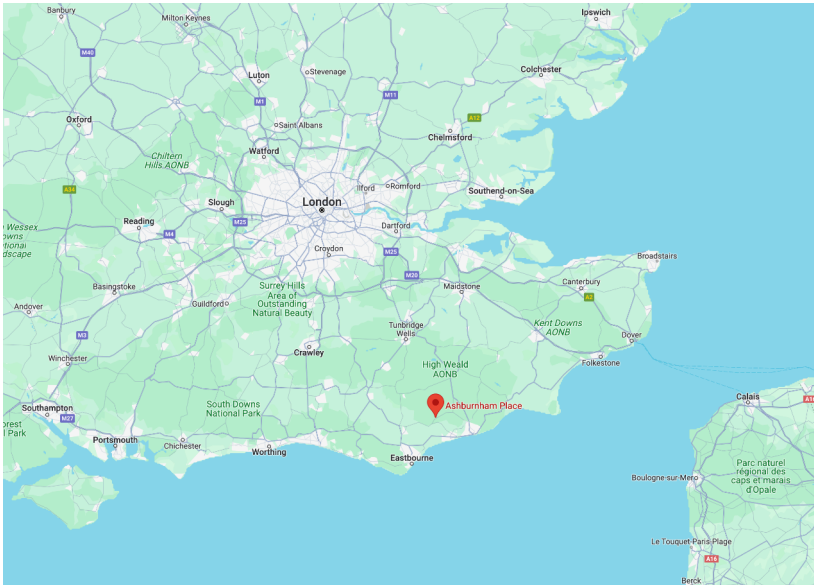 Banbury
Milton Keynes
Ipswich
M40
Luton
Stevenage
Colchester
M1
M11
Oxford
A12
Saint Albans
Chelmsford
Watford
Chiltern
Hills AONB
A34
Ilford
Romford
Southend-on-Sea
Slough
London
Reading
M25
Dartford
M4
Croydon
M25
Wessex
owns
tional
dscape
M20
Broadstairs
Basingstoke
Surrey Hills
Area of
Outstanding
Natural Beauty
Maidstone
Canterbury
A2
Andover
Guildford
Tunbridge
Wells
Kent Downs
AONB
M3
Dover
Crawley
Winchester
Folkestone
High Weald
AONB
Calais
A16
Southampton
South Downs
National Park
Ashburnham Place
M27
orest
l Park
Portsmouth
Chichester
Worthing
Eastbourne
Parc naturel
régional des
caps et marais
d'Opale
Boulogne-sur-Mer
Le Touquet-Paris-Plage
A16
Berck